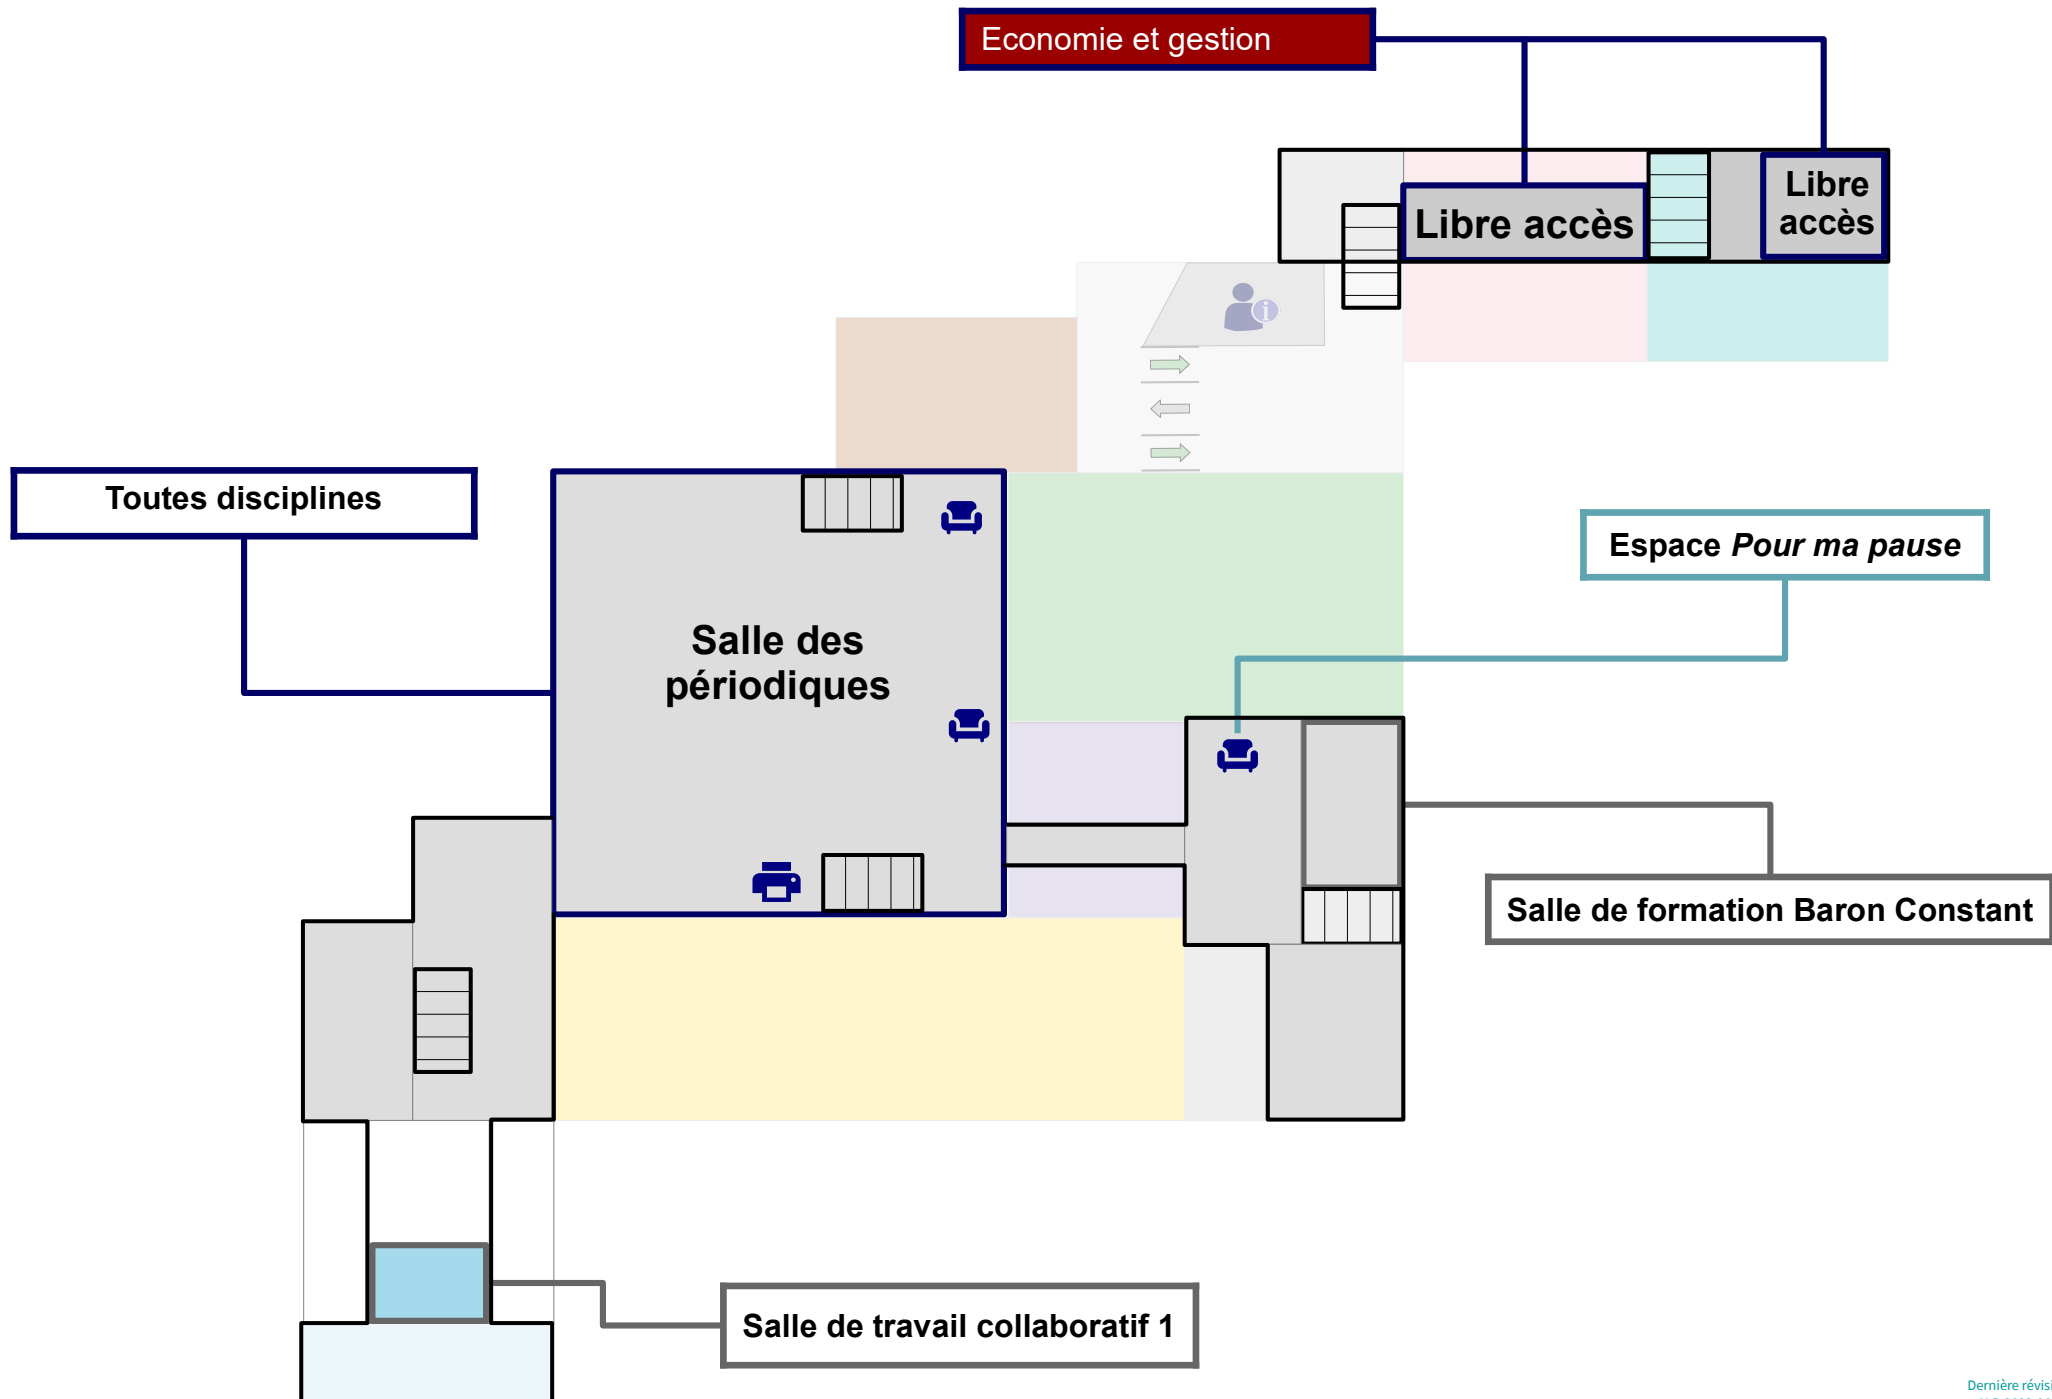 Economie et gestion
Libre accès
Libre
accès
i
Toutes disciplines
Salle des
périodiques
Espace Pour ma pause
Salle de formation Baron Constant
Salle de travail collaboratif 1
Dernière révisi